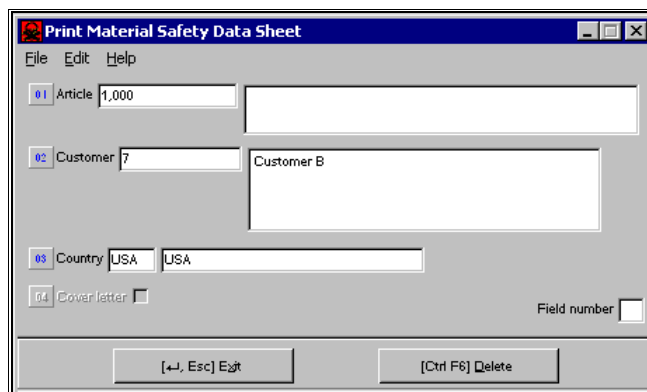 Print Material Safety Data Sheet
File Edit Help
01 Article 1,000
02 Customer 7 Customer B
03 Country USA USA
04 Cover letter
Field number
[↵, Esc] Exit [Ctrl F6] Delete